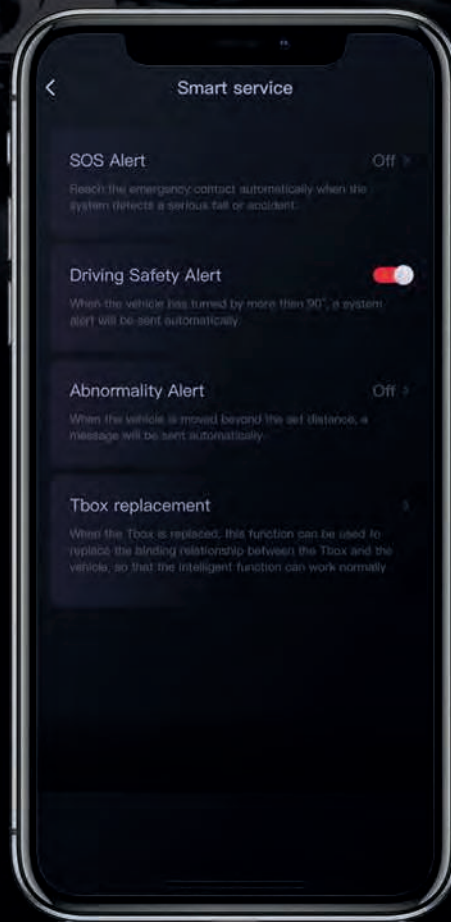 Smart service
SOS Alert
Off
Reach the emergency contact automatically when the
system detects a serious fall or accident.
Driving Safety Alert
When the vehicle has turned by more than 90°, a system
alert will be sent automatically
Abnormality Alert
Off
When the vehicle is moved beyond the set distance, a
message will be sent automatically
Tbox replacement
When the Tbox is replaced, this function can be used to
replace the binding relationship between the Tbox and the
vehicle, so that the intelligent function can work normally